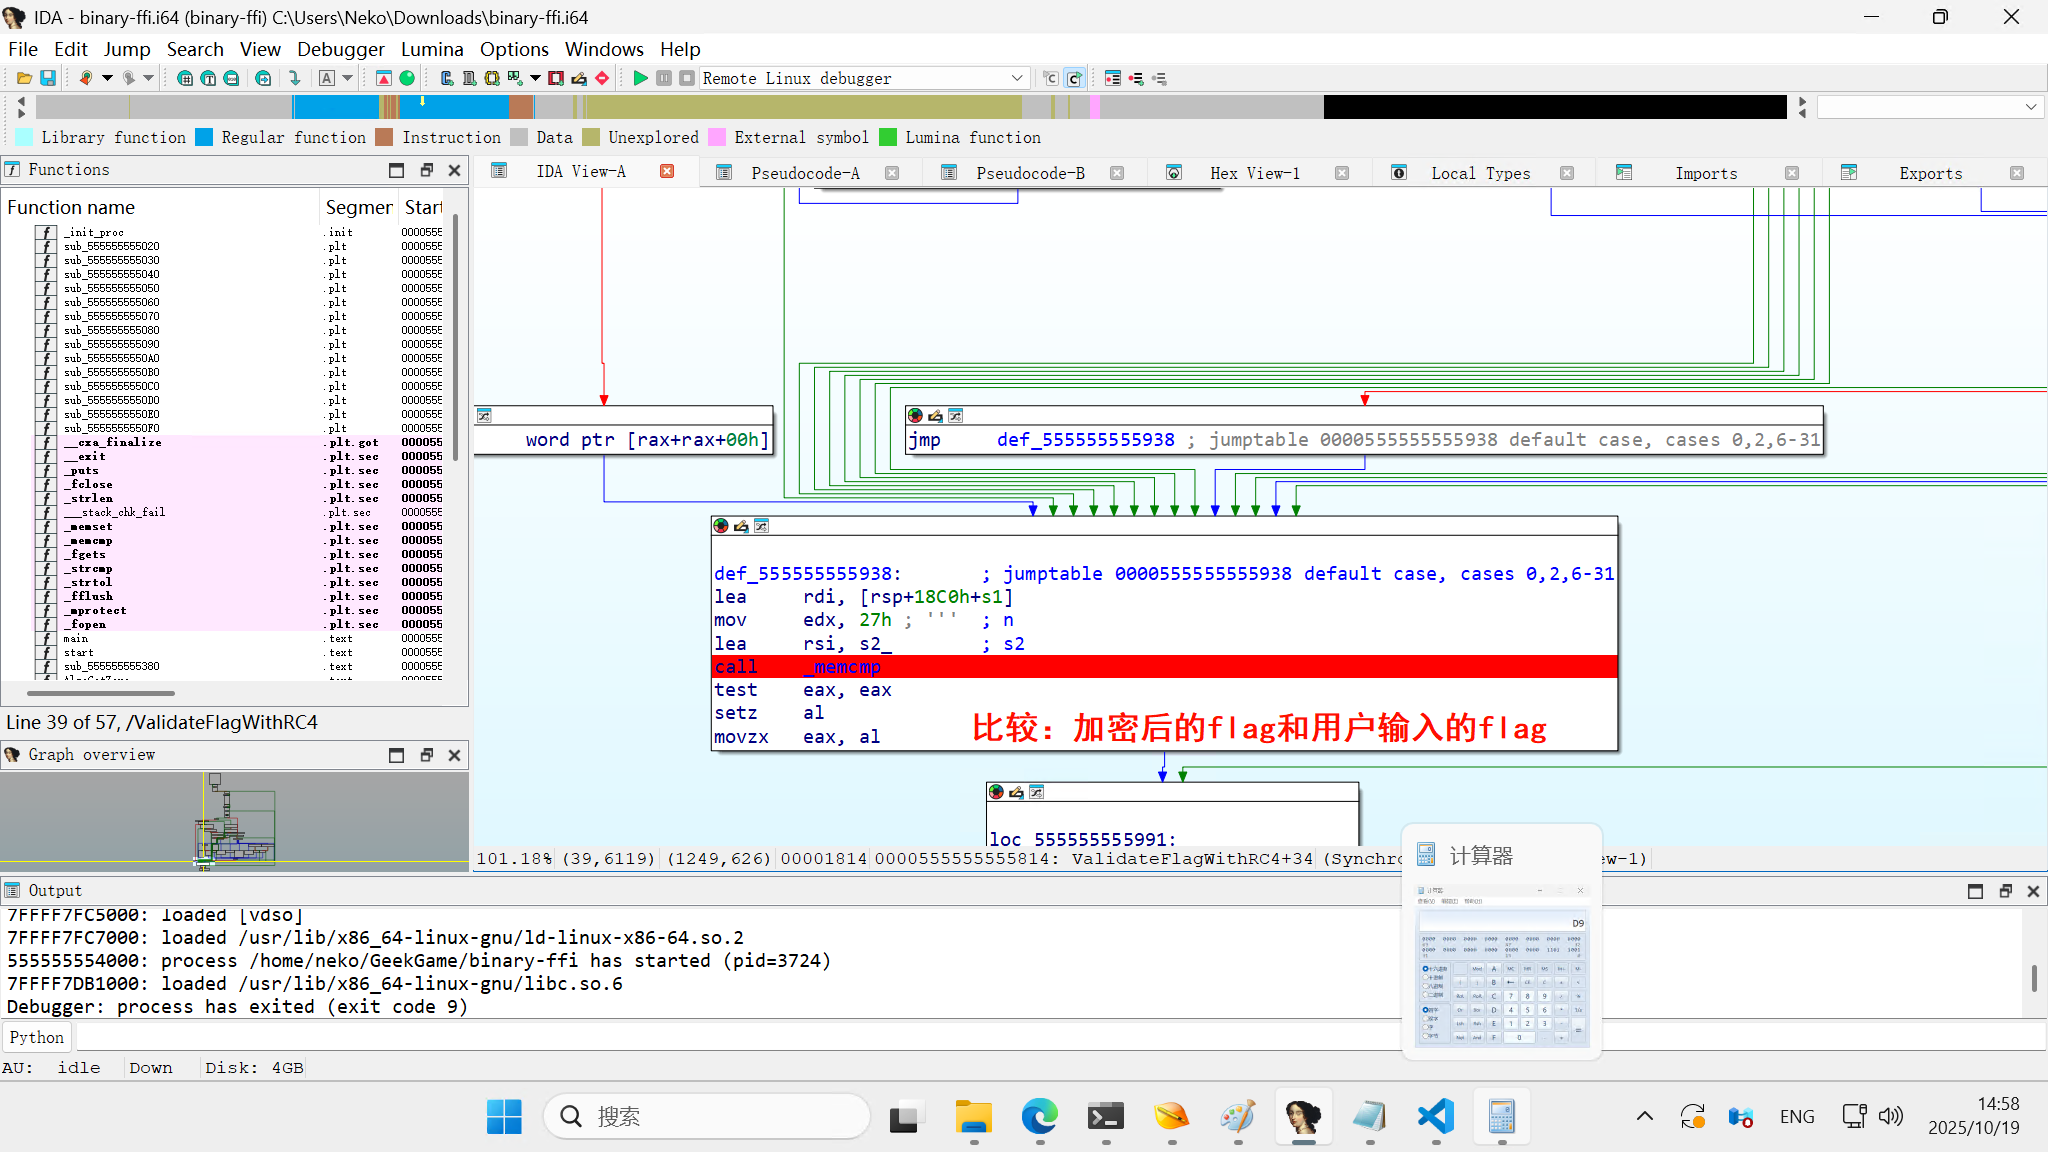 IDA - binary-ffi.i64 (binary-ffi) C:\Users\Neko\Downloads\binary-ffi.i64
File Edit Jump Search View Debugger Lumina Options Windows Help
Remote Linux debugger
Library function Regular function Instruction Data Unexplored External symbol Lumina function
Functions
IDA View-A Pseudocode-A Pseudocode-B Hex View-1 Local Types Imports Exports
Function name Segmer Start
_init_proc .init 0000555
sub_555555555020 .plt 0000555
sub_555555555030 .plt 0000555
sub_555555555040 .plt 0000555
sub_555555555050 .plt 0000555
sub_555555555060 .plt 0000555
sub_555555555070 .plt 0000555
sub_555555555080 .plt 0000555
sub_555555555090 .plt 0000555
sub_5555555550A0 .plt 0000555
sub_5555555550B0 .plt 0000555
sub_5555555550C0 .plt 0000555
sub_5555555550D0 .plt 0000555
sub_5555555550E0 .plt 0000555
sub_5555555550F0 .plt 0000555
__cxa_finalize .plt.got 000055
__exit .plt.sec 000055
_puts .plt.sec 000055
_fclose .plt.sec 000055
_strlen .plt.sec 000055
___stack_chk_fail .plt.sec 0000555
_memset .plt.sec 000055
_memcmp .plt.sec 000055
_fgets .plt.sec 000055
_strcmp .plt.sec 000055
_strtol .plt.sec 000055
_fflush .plt.sec 000055
_mprotect .plt.sec 000055
_fopen .plt.sec 000055
main .text 0000555
start .text 0000555
sub_555555555380 .text 0000555
Line 39 of 57, /ValidateFlagWithRC4
Graph overview
word ptr [rax+rax+00h]
jmp def_555555555938 ; jumptable 0000555555555938 default case, cases 0,2,6-31
def_555555555938: ; jumptable 0000555555555938 default case, cases 0,2,6-31
lea rdi, [rsp+18C0h+s1]
mov edx, 27h ; ''' ; n
lea rsi, s2_ ; s2
call _memcmp
test eax, eax
setz al
movzx eax, al
比较：加密后的flag和用户输入的flag
loc_555555555991:
101.18% (39,6119) (1249,626) 00001814 0000555555555814: ValidateFlagWithRC4+34 (Synchro
ew-1)
Output
7FFFF7FC5000: loaded [vdso]
7FFFF7FC7000: loaded /usr/lib/x86_64-linux-gnu/ld-linux-x86-64.so.2
555555554000: process /home/neko/GeekGame/binary-ffi has started (pid=3724)
7FFFF7DB1000: loaded /usr/lib/x86_64-linux-gnu/libc.so.6
Debugger: process has exited (exit code 9)
Python
AU: idle Down Disk: 4GB
计算器
计算器
D9
搜索
ENG
14:58
2025/10/19